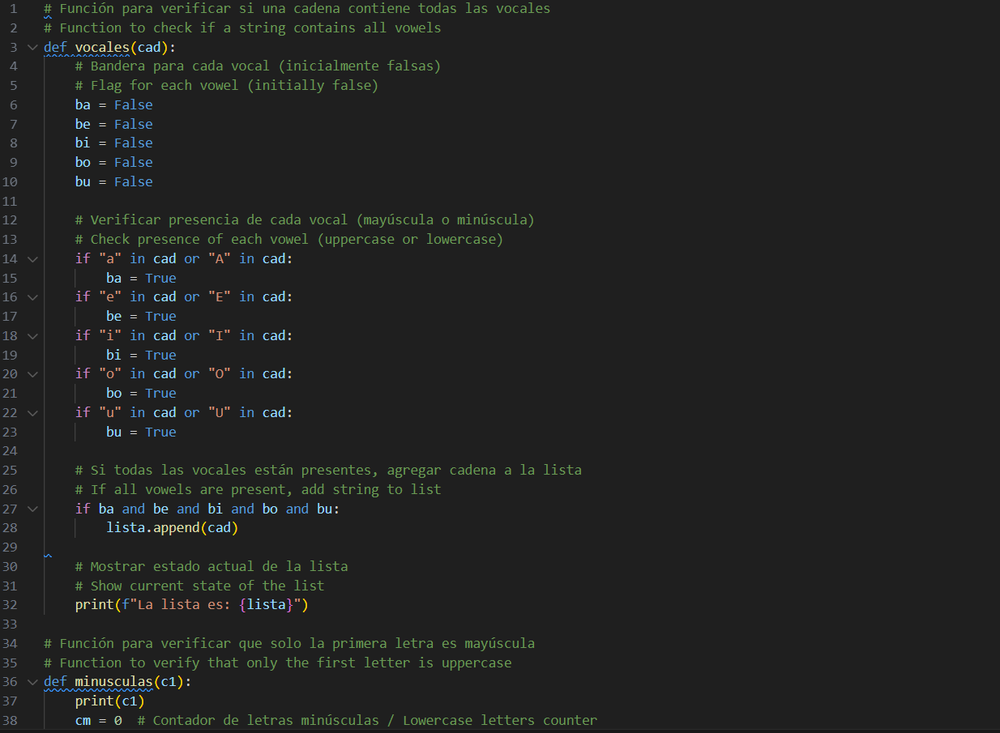 1 # Función para verificar si una cadena contiene todas las vocales
2 # Function to check if a string contains all vowels
3 def vocales(cad):
4     # Bandera para cada vocal (inicialmente falsas)
5     # Flag for each vowel (initially false)
6     ba = False
7     be = False
8     bi = False
9     bo = False
10     bu = False
11
12     # Verificar presencia de cada vocal (mayúscula o minúscula)
13     # Check presence of each vowel (uppercase or lowercase)
14     if "a" in cad or "A" in cad:
15         ba = True
16     if "e" in cad or "E" in cad:
17         be = True
18     if "i" in cad or "I" in cad:
19         bi = True
20     if "o" in cad or "O" in cad:
21         bo = True
22     if "u" in cad or "U" in cad:
23         bu = True
24
25     # Si todas las vocales están presentes, agregar cadena a la lista
26     # If all vowels are present, add string to list
27     if ba and be and bi and bo and bu:
28         lista.append(cad)
29
30     # Mostrar estado actual de la lista
31     # Show current state of the list
32     print(f"La lista es: {lista}")
33
34 # Función para verificar que solo la primera letra es mayúscula
35 # Function to verify that only the first letter is uppercase
36 def minusculas(c1):
37     print(c1)
38     cm = 0  # Contador de letras minúsculas / Lowercase letters counter